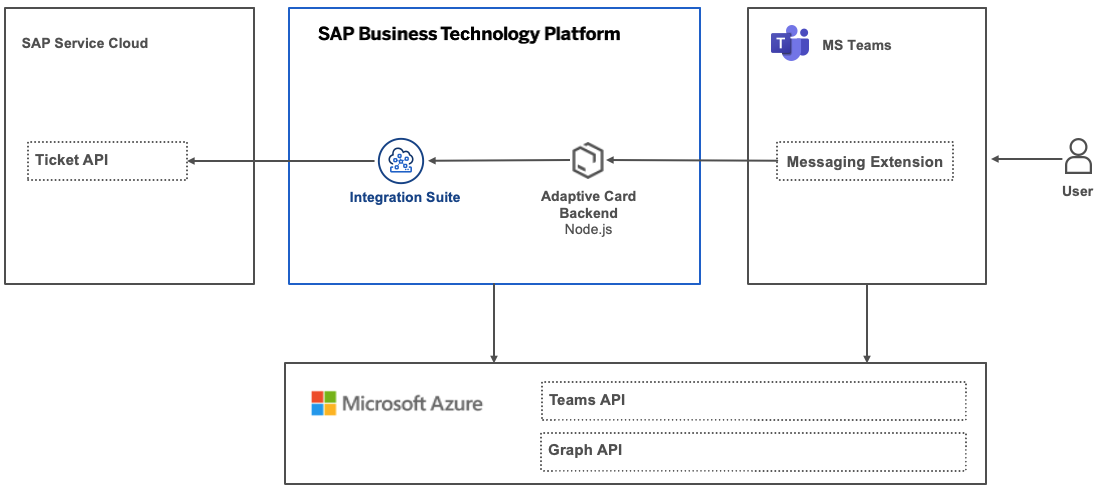 SAP Service Cloud
Ticket API
SAP Business Technology Platform
Integration Suite
Adaptive Card
Backend
Node.js
T
MS Teams
Messaging Extension
User
Microsoft Azure
Teams API
Graph API